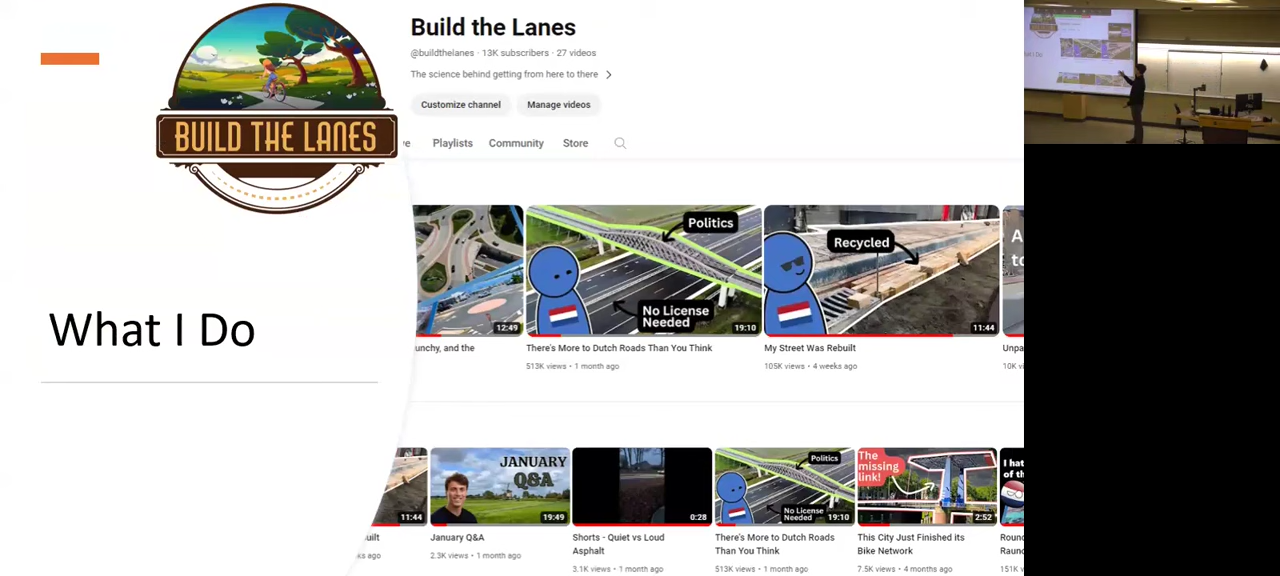 BUILD THE LANES
What I Do
Build the Lanes
@buildthelanes · 13K subscribers · 27 videos
The science behind getting from here to there
Customize channel
Manage videos
Playlists
Community
Store
12:49
Politics
No License
Needed
19:10
Recycled
11:44
and the
There's More to Dutch Roads Than You Think
513K views • 1 month ago
My Street Was Rebuilt
105K views • 4 weeks ago
10K
11:44
JANUARY
Q&A
19:49
0:28
Politics
No License
Needed
19:10
The
missing
link!
2:52
I hat
of th
January Q&A
2.3K views • 1 month ago
Shorts - Quiet vs Loud
Asphalt
3.1K views • 1 month ago
There's More to Dutch Roads
Than You Think
513K views • 1 month ago
This City Just Finished its
Bike Network
7.5K views • 4 months ago
151K